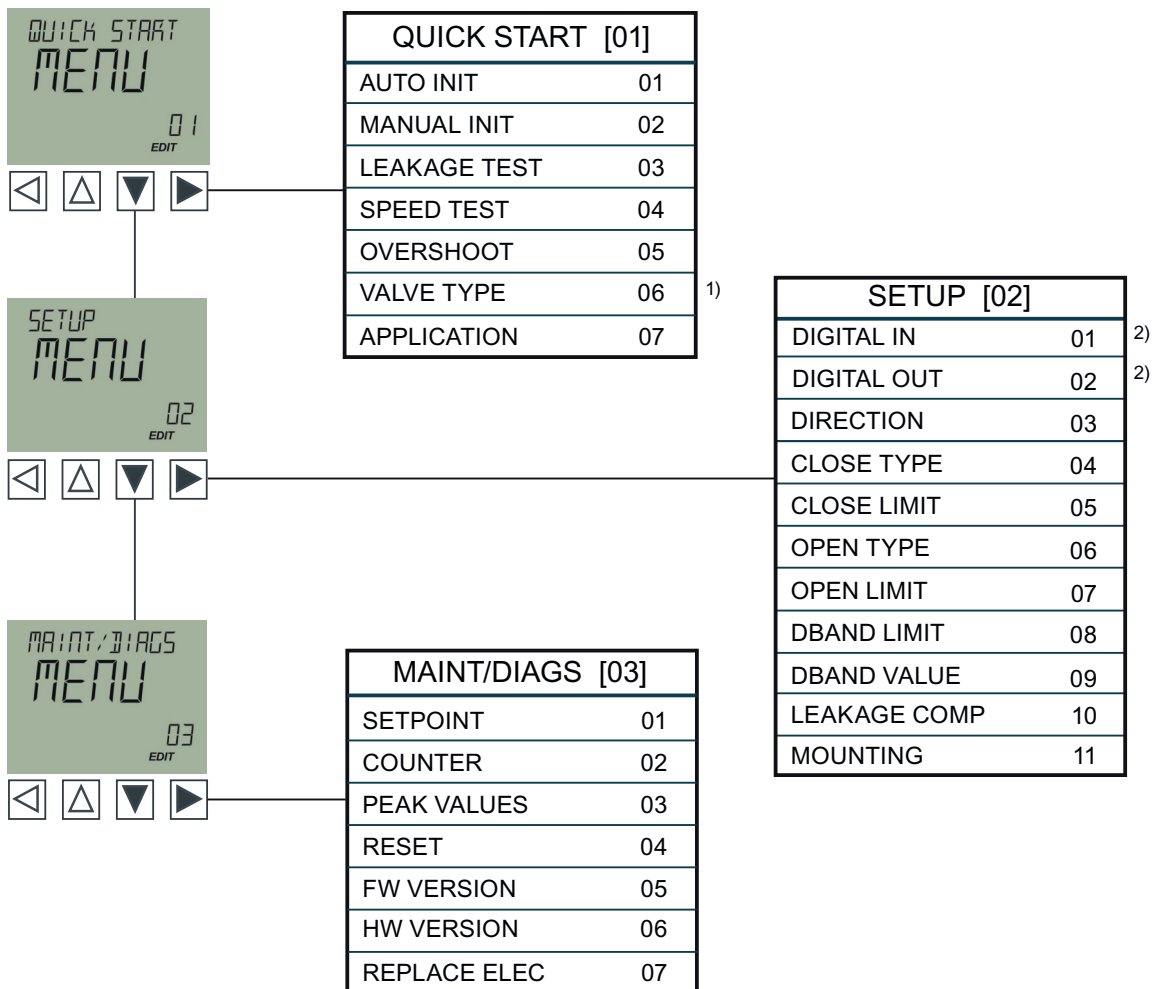 QUICK START
MENU
01
EDIT
QUICK START [01]
AUTO INIT 01
MANUAL INIT 02
LEAKAGE TEST 03
SPEED TEST 04
OVERSHOOT 05
VALVE TYPE 06 1)
APPLICATION 07
SETUP
MENU
02
EDIT
SETUP [02]
DIGITAL IN 01 2)
DIGITAL OUT 02 2)
DIRECTION 03
CLOSE TYPE 04
CLOSE LIMIT 05
OPEN TYPE 06
OPEN LIMIT 07
DBAND LIMIT 08
DBAND VALUE 09
LEAKAGE COMP 10
MOUNTING 11
MAINT/DIAGS
MENU
03
EDIT
MAINT/DIAGS [03]
SETPOINT 01
COUNTER 02
PEAK VALUES 03
RESET 04
FW VERSION 05
HW VERSION 06
REPLACE ELEC 07